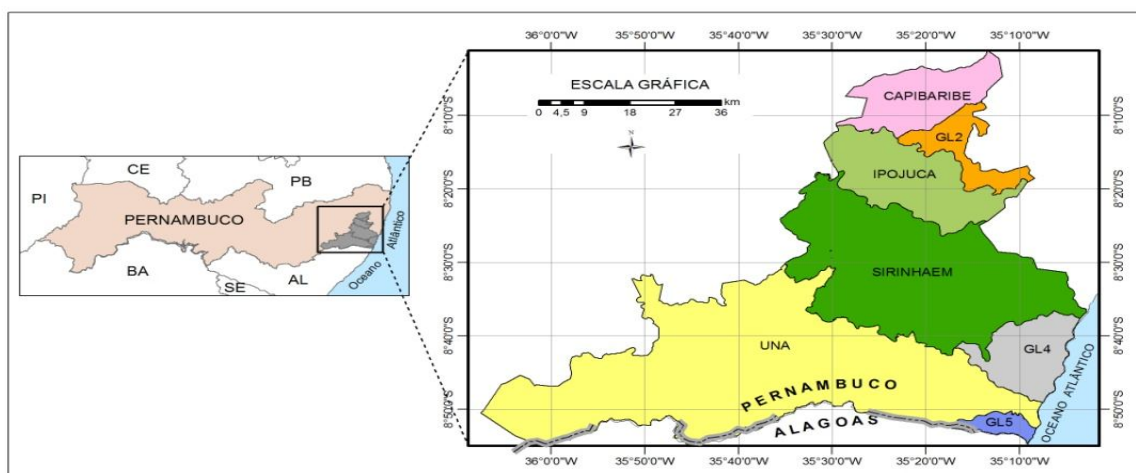 PI
CE
PB
PERNAMBUCO
BA
SE
AL
Oceano
Atlântico
36°0'0"W 35°50'0"W 35°40'0"W 35°30'0"W 35°20'0"W 35°10'0"W
ESCALA GRÁFICA
km
0 4,5 9 18 27 36
N
8°10'0"S
8°20'0"S
8°30'0"S
8°40'0"S
8°50'0"S
CAPIBARIBE
GL2
IPOJUCA
SIRINHAEM
UNA
GL4
PERNAMBUCO
ALAGOAS
GL5
OCEANO ATLÂNTICO
8°10'0"S
8°20'0"S
8°30'0"S
8°40'0"S
8°50'0"S
36°0'0"W 35°50'0"W 35°40'0"W 35°30'0"W 35°20'0"W 35°10'0"W